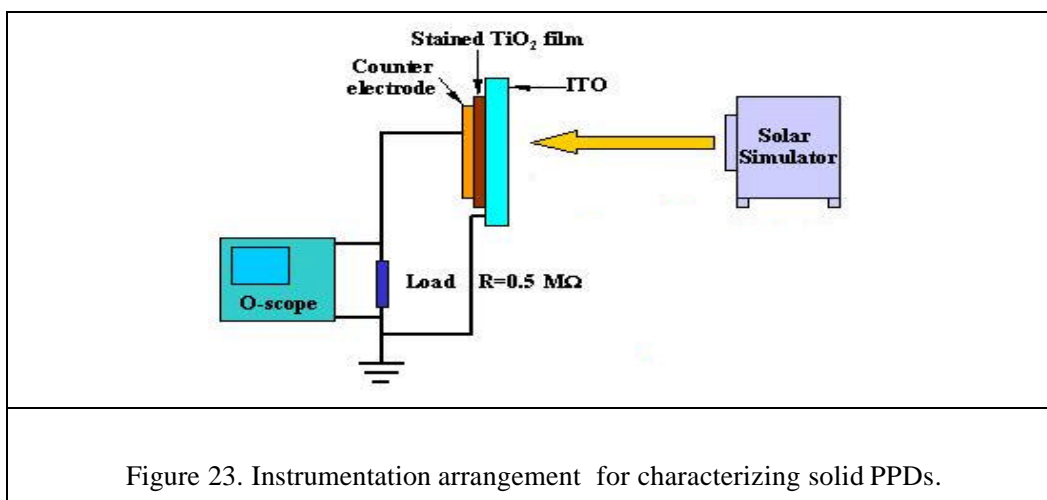 Stained TiO₂ film
Counter
electrode
ITO
Solar
Simulator
O-scope
Load R=0.5 MΩ
Figure 23. Instrumentation arrangement for characterizing solid PPDs.